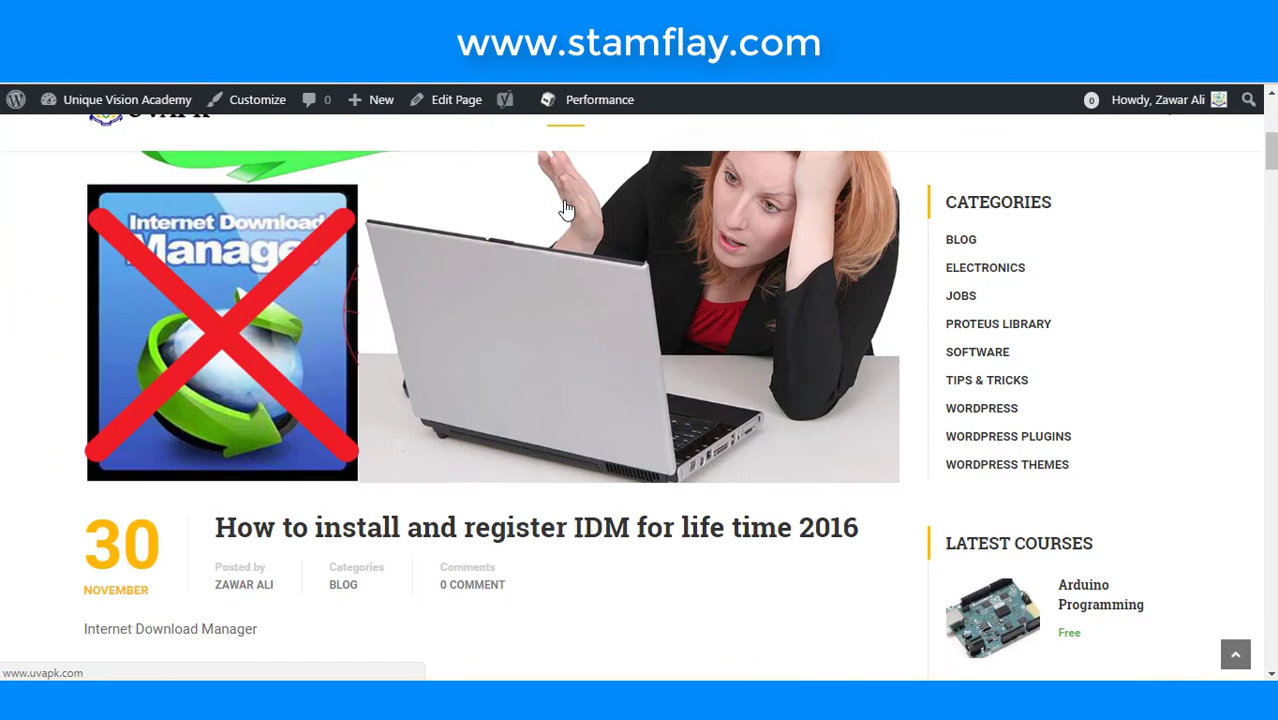 www.stamflay.com
Unique Vision Academy Customize 0 New Edit Page Performance 0 Howdy, Zawar Ali
Internet Download
Manager
CATEGORIES
BLOG
ELECTRONICS
JOBS
PROTEUS LIBRARY
SOFTWARE
TIPS & TRICKS
WORDPRESS
WORDPRESS PLUGINS
WORDPRESS THEMES
30
NOVEMBER
How to install and register IDM for life time 2016
Posted by
ZAWAR ALI
Categories
BLOG
Comments
0 COMMENT
Internet Download Manager
LATEST COURSES
Arduino
Programming
Free
www.uvapk.com